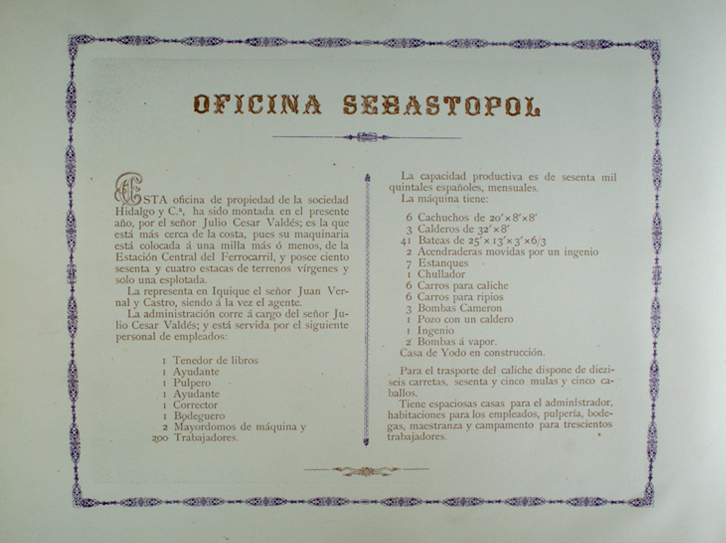 OFICINA SEBASTOPOL
ESTA oficina de propiedad de la sociedad
Hidalgo y C.ª, ha sido montada en el presente
año, por el señor Julio Cesar Valdés; es la que
está más cerca de la costa, pues su maquinaria
está colocada á una milla más ó menos, de la
Estación Central del Ferrocarril, y posee ciento
sesenta y cuatro estacas de terrenos vírgenes y
solo una esplotada.
La representa en Iquique el señor Juan Ver-
nal y Castro, siendo á la vez el agente.
La administración corre á cargo del señor Ju-
lio Cesar Valdés; y está servida por el siguiente
personal de empleados:
1 Tenedor de libros
1 Ayudante
1 Pulpero
1 Ayudante
1 Corrector
1 Bodeguero
2 Mayordomos de máquina y
200 Trabajadores.
La capacidad productiva es de sesenta mil
quintales españoles, mensuales.
La máquina tiene:
6 Cachuchos de 20'×8'×8'
3 Calderos de 32'×8'
41 Bateas de 25'×13'×3'×6/3
2 Acendraderas movidas por un ingenio
7 Estanques
1 Chullador
6 Carros para caliche
6 Carros para ripios
3 Bombas Cameron
1 Pozo con un caldero
1 Ingenio
2 Bombas á vapor.
Casa de Yodo en construcción.
Para el trasporte del caliche dispone de diezi-
seis carretas, sesenta y cinco mulas y cinco ca-
ballos.
Tiene espaciosas casas para el administrador,
habitaciones para los empleados, pulpería, bode-
gas, maestranza y campamento para trescientos
trabajadores.